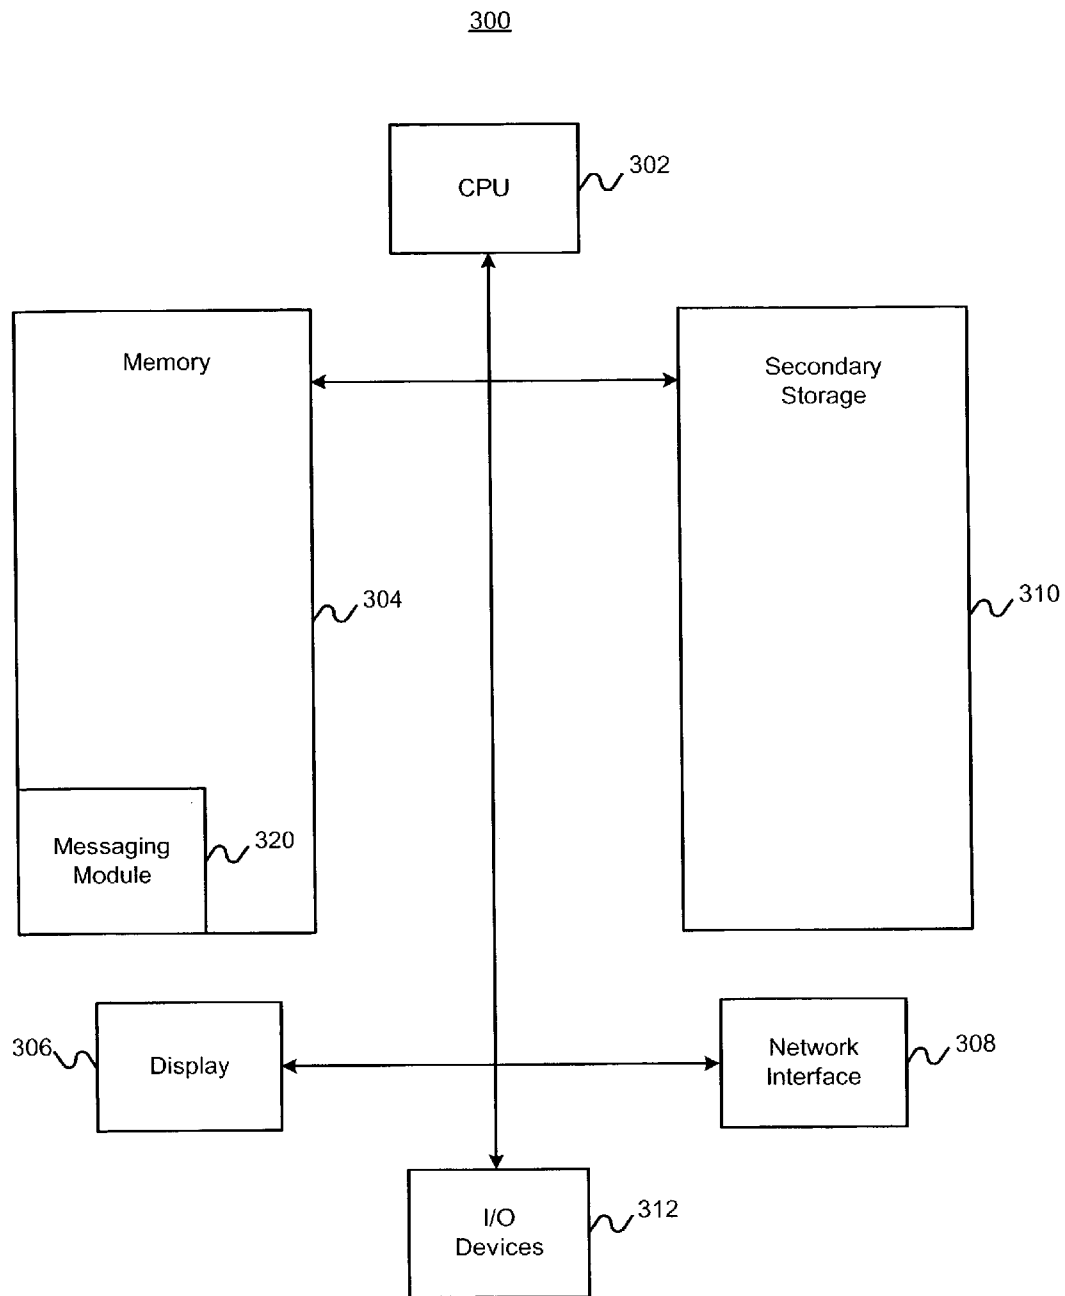 300
CPU
302
Memory
Secondary
Storage
304
310
Messaging
Module
320
306
Display
Network
Interface
308
I/O
Devices
312